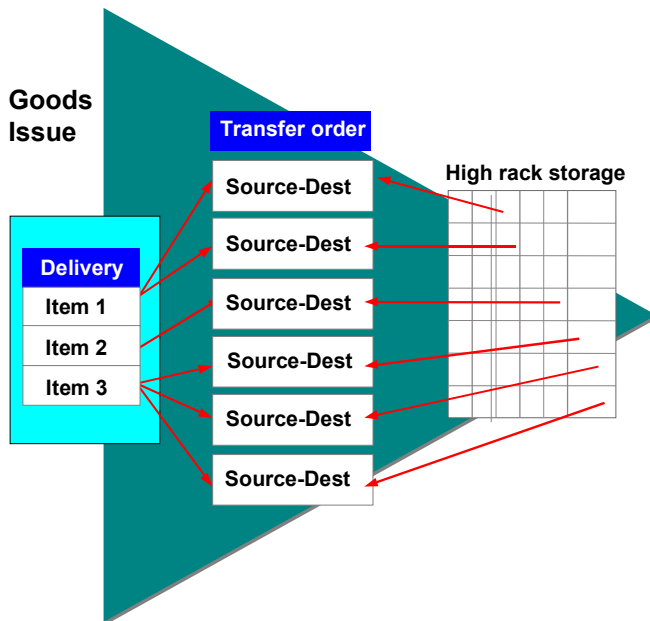 Goods
Issue
Transfer order
High rack storage
Source-Dest
Source-Dest
Delivery
Item 1
Source-Dest
Item 2
Source-Dest
Item 3
Source-Dest
Source-Dest